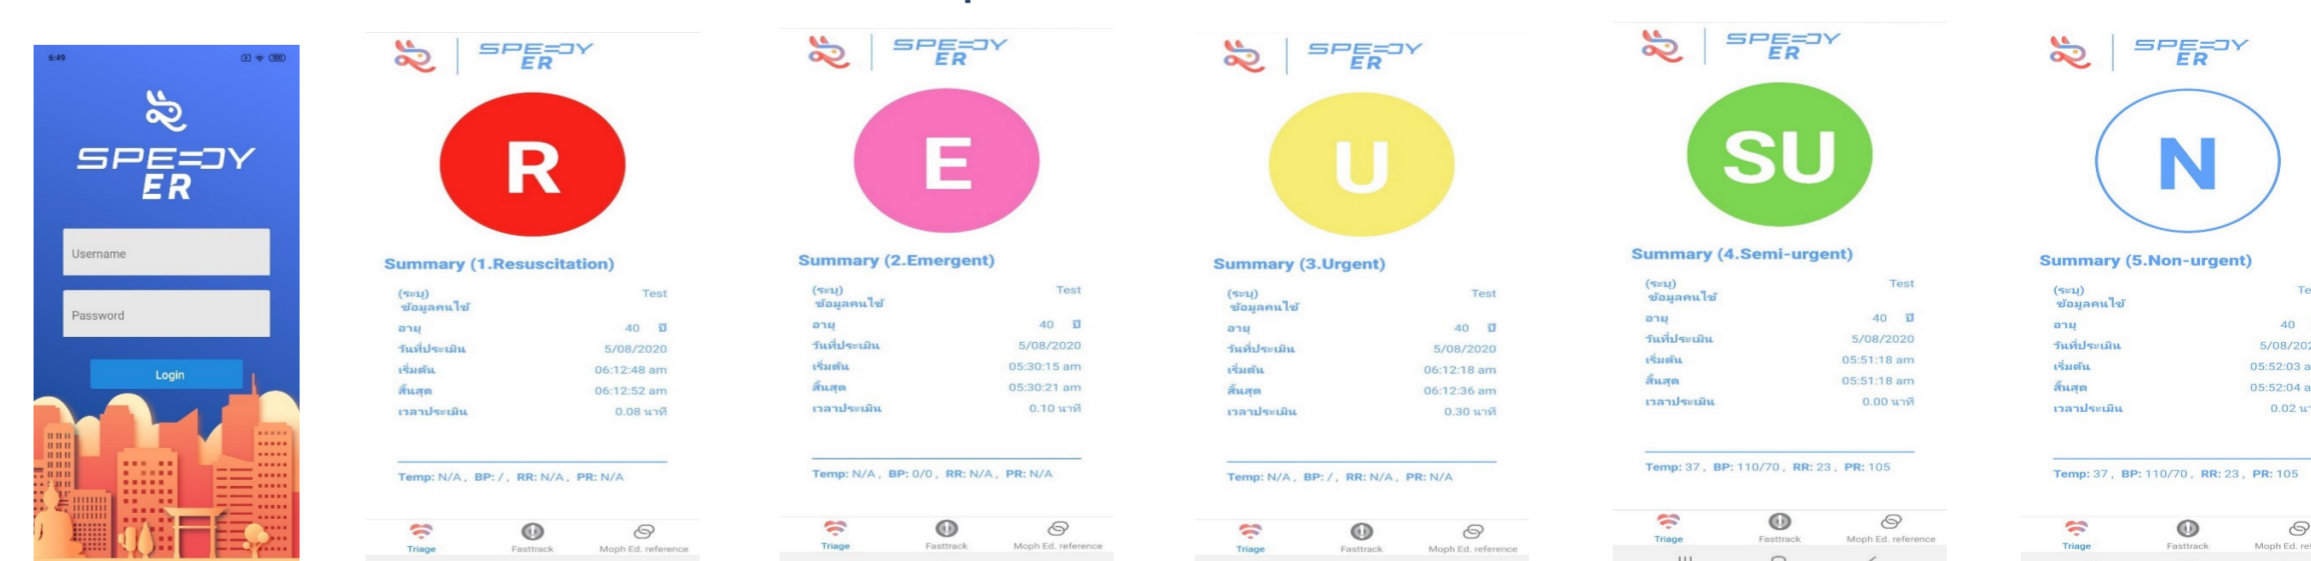 6:49
SPEEDY
ER
Username
Password
Login
SPEEDY
ER
R
Summary (1.Resuscitation)
(ระบุ) Test
ข้อมูลคนไข้
อายุ 40 ปี
วันที่ประเมิน 5/08/2020
เริ่มต้น 06:12:48 am
สิ้นสุด 06:12:52 am
เวลาประเมิน 0.08 นาที
Temp: N/A , BP: / , RR: N/A , PR: N/A
Triage Fasttrack Moph Ed. reference
SPEEDY
ER
E
Summary (2.Emergent)
(ระบุ) Test
ข้อมูลคนไข้
อายุ 40 ปี
วันที่ประเมิน 5/08/2020
เริ่มต้น 05:30:15 am
สิ้นสุด 05:30:21 am
เวลาประเมิน 0.10 นาที
Temp: N/A , BP: 0/0 , RR: N/A , PR: N/A
Triage Fasttrack Moph Ed. reference
SPEEDY
ER
U
Summary (3.Urgent)
(ระบุ) Test
ข้อมูลคนไข้
อายุ 40 ปี
วันที่ประเมิน 5/08/2020
เริ่มต้น 06:12:18 am
สิ้นสุด 06:12:36 am
เวลาประเมิน 0.30 นาที
Temp: N/A , BP: / , RR: N/A , PR: N/A
Triage Fasttrack Moph Ed. reference
SPEEDY
ER
SU
Summary (4.Semi-urgent)
(ระบุ) Test
ข้อมูลคนไข้
อายุ 40 ปี
วันที่ประเมิน 5/08/2020
เริ่มต้น 05:51:18 am
สิ้นสุด 05:51:18 am
เวลาประเมิน 0.00 นาที
Temp: 37 , BP: 110/70 , RR: 23 , PR: 105
Triage Fasttrack Moph Ed. reference
SPEEDY
ER
N
Summary (5.Non-urgent)
(ระบุ)
ข้อมูลคนไข้
อายุ 40
วันที่ประเมิน 5/08/202
เริ่มต้น 05:52:03 a
สิ้นสุด 05:52:04 a
เวลาประเมิน 0.02
Temp: 37 , BP: 110/70 , RR: 23 , PR: 105
Triage Fasttrack Moph Ed.